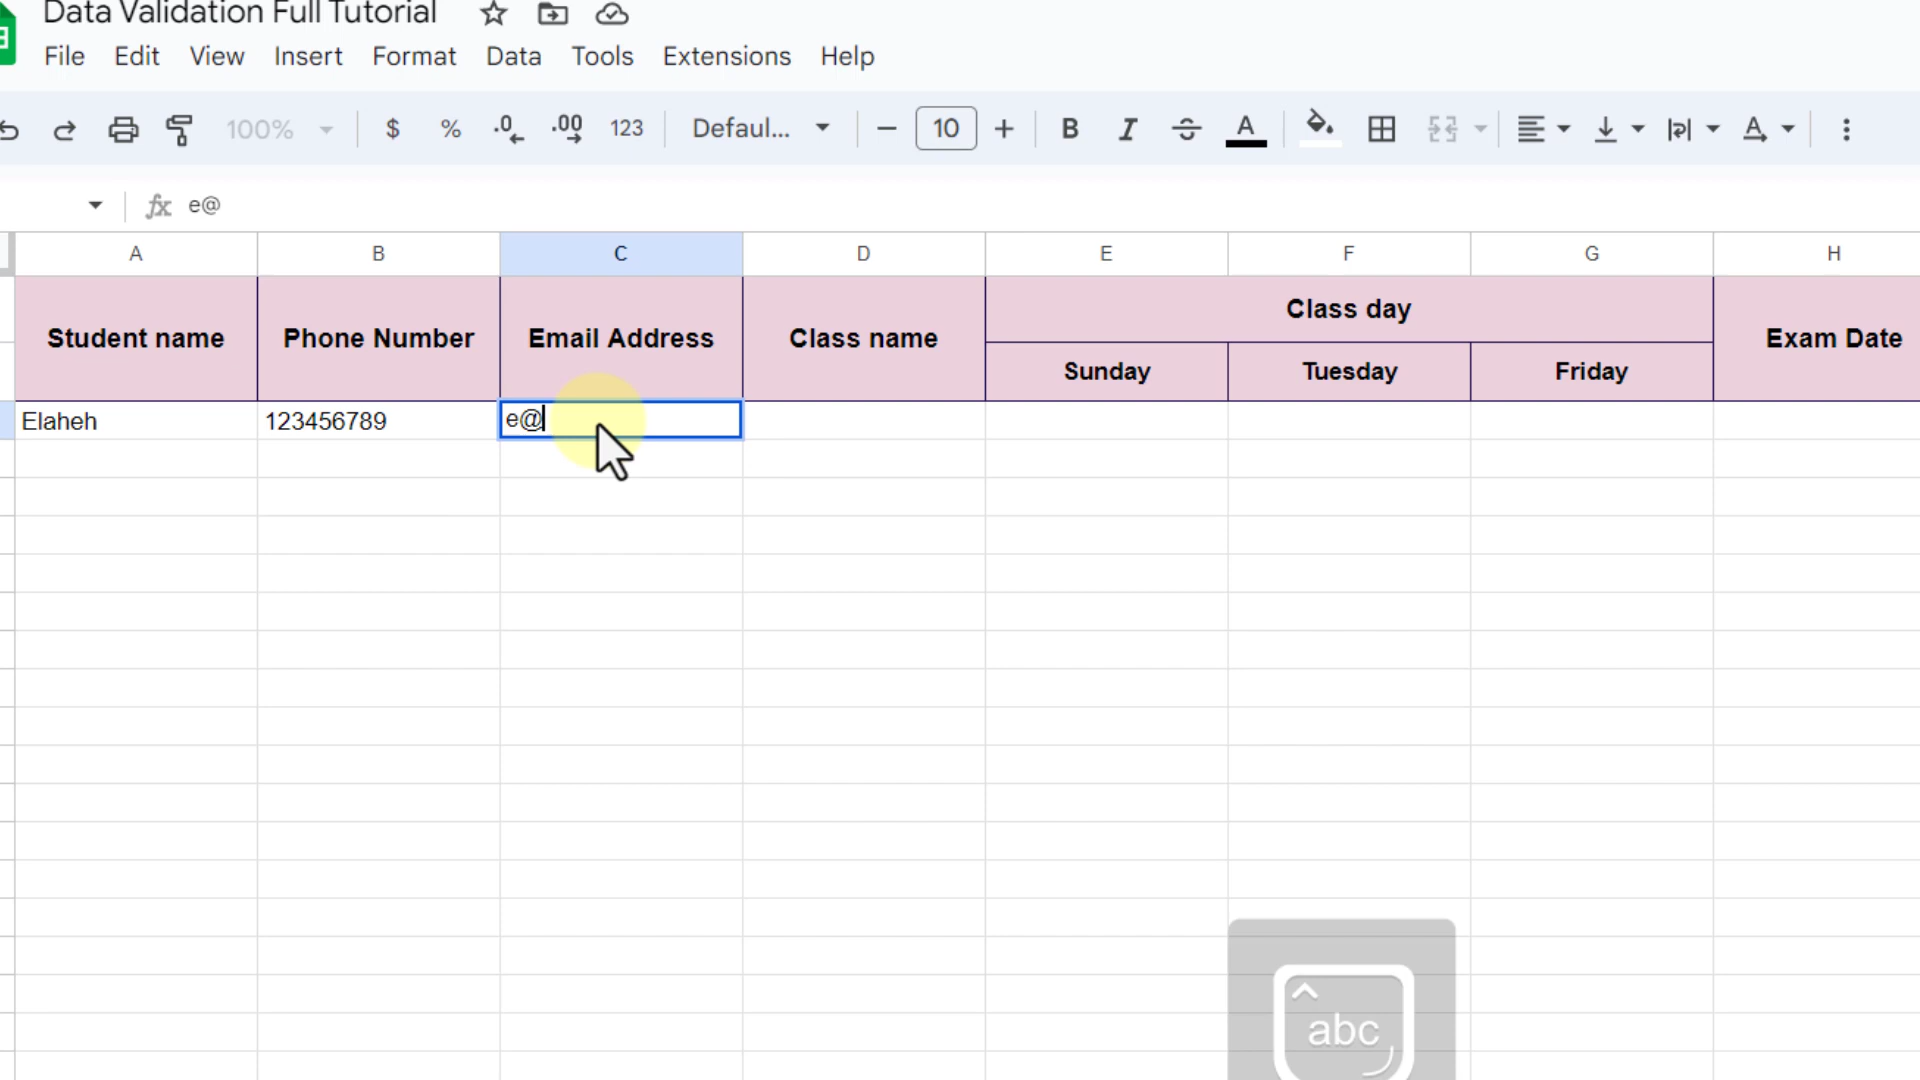 Data Validation Full Tutorial
File Edit View Insert Format Data Tools Extensions Help
100% $ % .0 .00 123 Defaul... 10 B I A A
fx e@
A B C D E F G H
Student name Phone Number Email Address Class name Class day Exam Date
Sunday Tuesday Friday
Elaheh 123456789 e@
abc